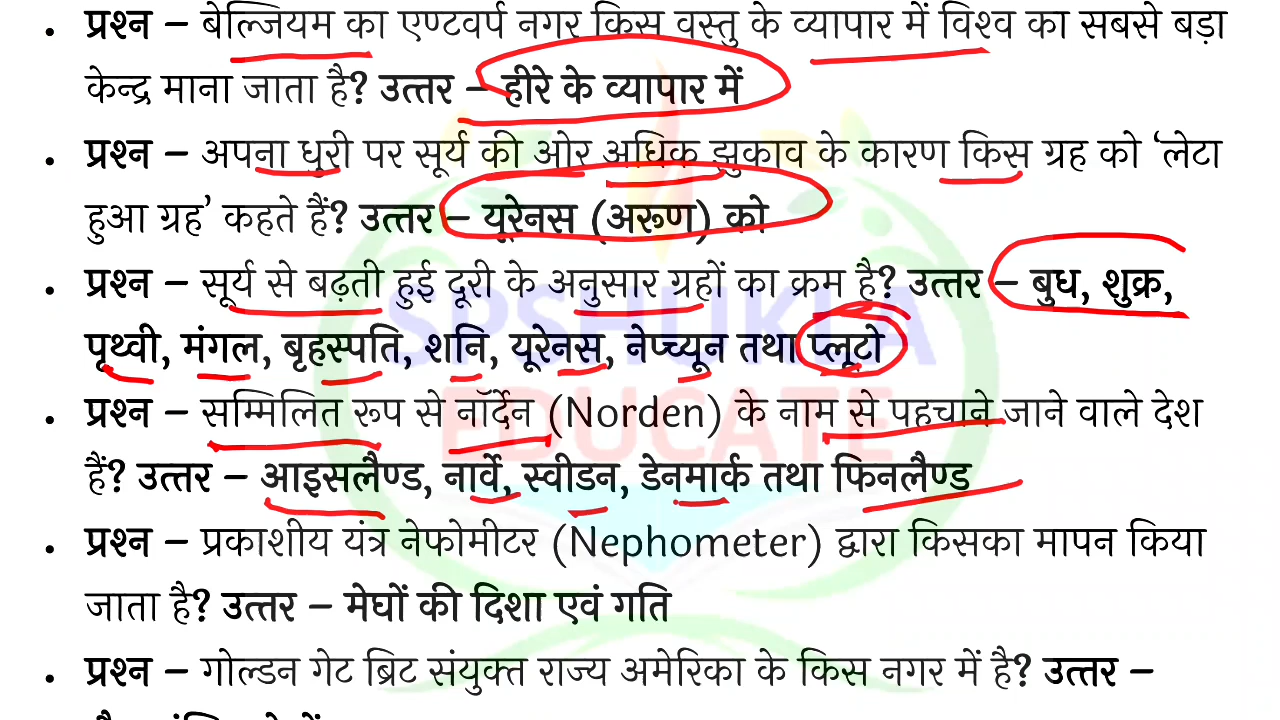 • प्रश्न – बेल्जियम का एण्टवर्प नगर किस वस्तु के व्यापार में विश्व का सबसे बड़ा
केन्द्र माना जाता है? उत्तर – हीरे के व्यापार में
• प्रश्न – अपना धुरी पर सूर्य की ओर अधिक झुकाव के कारण किस ग्रह को ‘लेटा
हुआ ग्रह’ कहते हैं? उत्तर – यूरेनस (अरूण) को
• प्रश्न – सूर्य से बढ़ती हुई दूरी के अनुसार ग्रहों का क्रम है? उत्तर – बुध, शुक्र,
पृथ्वी, मंगल, बृहस्पति, शनि, यूरेनस, नेप्च्यून तथा प्लूटो
• प्रश्न – सम्मिलित रूप से नॉर्देन (Norden) के नाम से पहचाने जाने वाले देश
हैं? उत्तर – आइसलैण्ड, नार्वे, स्वीडन, डेनमार्क तथा फिनलैण्ड
• प्रश्न – प्रकाशीय यंत्र नेफोमीटर (Nephometer) द्वारा किसका मापन किया
जाता है? उत्तर – मेघों की दिशा एवं गति
• प्रश्न – गोल्डन गेट ब्रिट संयुक्त राज्य अमेरिका के किस नगर में है? उत्तर –
SPSHUKLA
EDUCATE